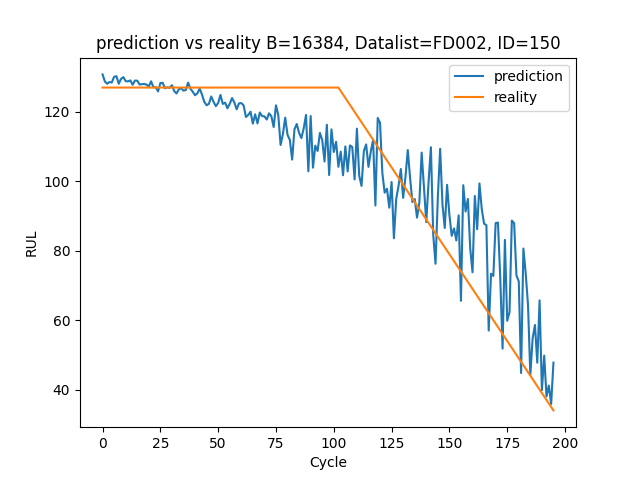 prediction vs reality B=16384, Datalist=FD002, ID=150
prediction
reality
RUL
120
100
80
60
40
0 25 50 75 100 125 150 175 200
Cycle